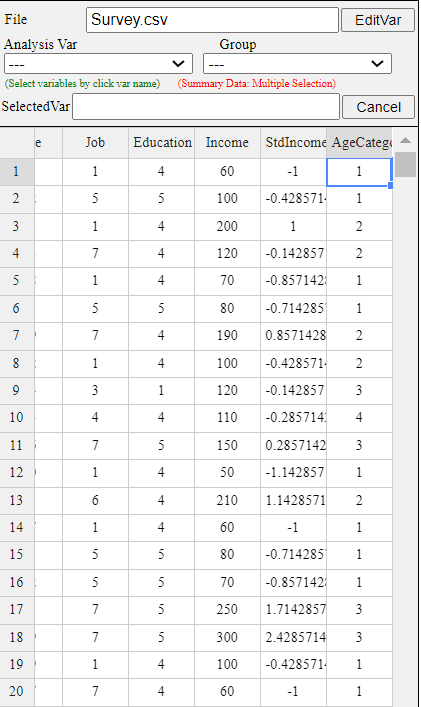 File Survey.csv EditVar
Analysis Var Group
--- ---
(Select variables by click var name) (Summary Data: Multiple Selection)
SelectedVar Cancel
e Job Education Income StdIncome AgeCatego
1 1 4 60 -1 1
2 5 5 100 -0.428571 1
3 1 4 200 1 2
4 7 4 120 -0.142857 2
5 1 4 70 -0.857142 1
6 5 5 80 -0.714285 1
7 7 4 190 0.8571428 2
8 1 4 100 -0.428571 2
9 3 1 120 -0.142857 3
10 4 4 110 -0.285714 4
11 7 5 150 0.2857142 3
12 1 4 50 -1.142857 1
13 6 4 210 1.1428571 2
14 1 4 60 -1 1
15 5 5 80 -0.714285 1
16 5 5 70 -0.857142 1
17 7 5 250 1.7142857 3
18 7 5 300 2.4285714 3
19 1 4 100 -0.428571 1
20 7 4 60 -1 1